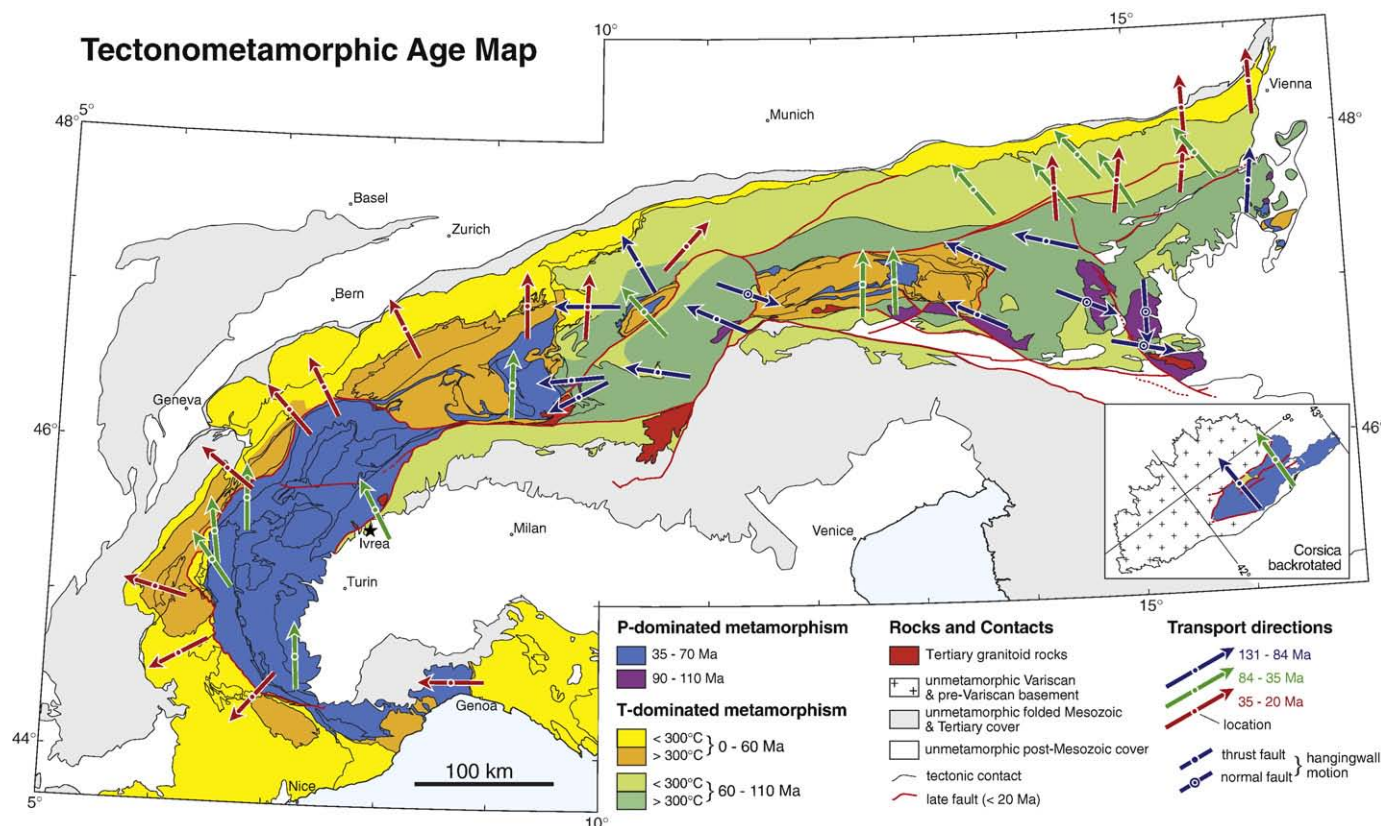 Tectonometamorphic Age Map
10°
15°
48°
5°
48°
Vienna
Munich
Basel
Zurich
Bern
Geneva
46°
46°
Milan
Ivrea
Venice
Turin
Genoa
44°
Nice
5°
10°
15°
100 km
9°
43°
42°
Corsica
backrotated
P-dominated metamorphism
35 - 70 Ma
90 - 110 Ma
T-dominated metamorphism
< 300°C
> 300°C
0 - 60 Ma
< 300°C
> 300°C
60 - 110 Ma
Rocks and Contacts
Tertiary granitoid rocks
unmetamorphic Variscan
& pre-Variscan basement
unmetamorphic folded Mesozoic
& Tertiary cover
unmetamorphic post-Mesozoic cover
tectonic contact
late fault (< 20 Ma)
Transport directions
131 - 84 Ma
84 - 35 Ma
35 - 20 Ma
location
thrust fault
normal fault
hangingwall
motion